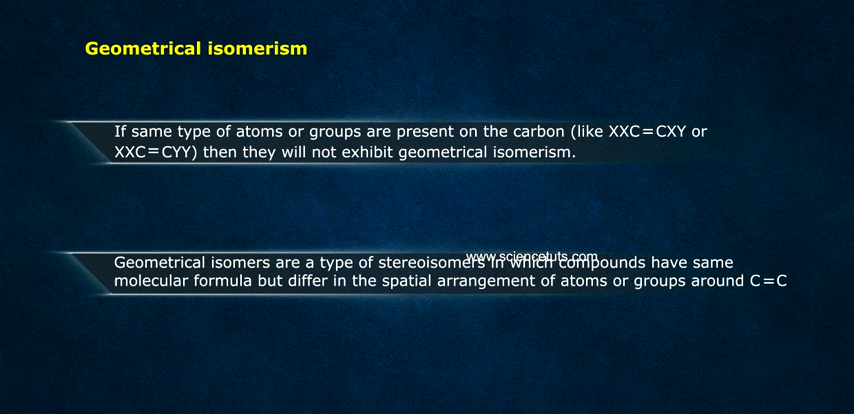 Geometrical isomerism
If same type of atoms or groups are present on the carbon (like XXC=CXY or
XXC=CYY) then they will not exhibit geometrical isomerism.
www.sciencetuts.com
Geometrical isomers are a type of stereoisomers in which compounds have same
molecular formula but differ in the spatial arrangement of atoms or groups around C=C